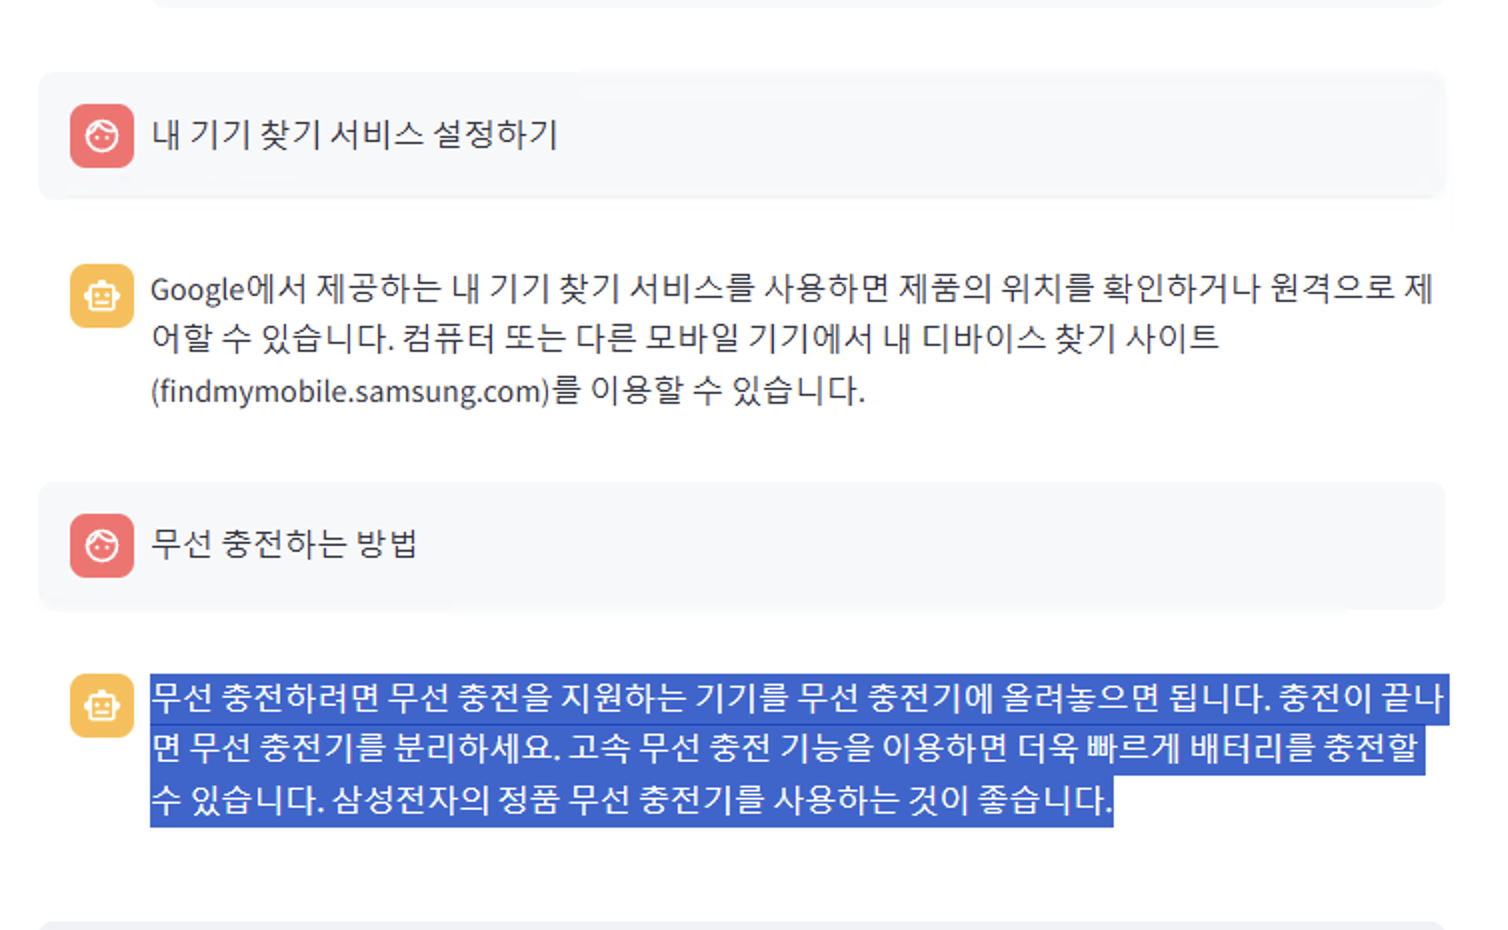 내 기기 찾기 서비스 설정하기
Google에서 제공하는 내 기기 찾기 서비스를 사용하면 제품의 위치를 확인하거나 원격으로 제
어할 수 있습니다. 컴퓨터 또는 다른 모바일 기기에서 내 디바이스 찾기 사이트
(findmymobile.samsung.com)를 이용할 수 있습니다.
무선 충전하는 방법
무선 충전하려면 무선 충전을 지원하는 기기를 무선 충전기에 올려놓으면 됩니다. 충전이 끝나
면 무선 충전기를 분리하세요. 고속 무선 충전 기능을 이용하면 더욱 빠르게 배터리를 충전할
수 있습니다. 삼성전자의 정품 무선 충전기를 사용하는 것이 좋습니다.